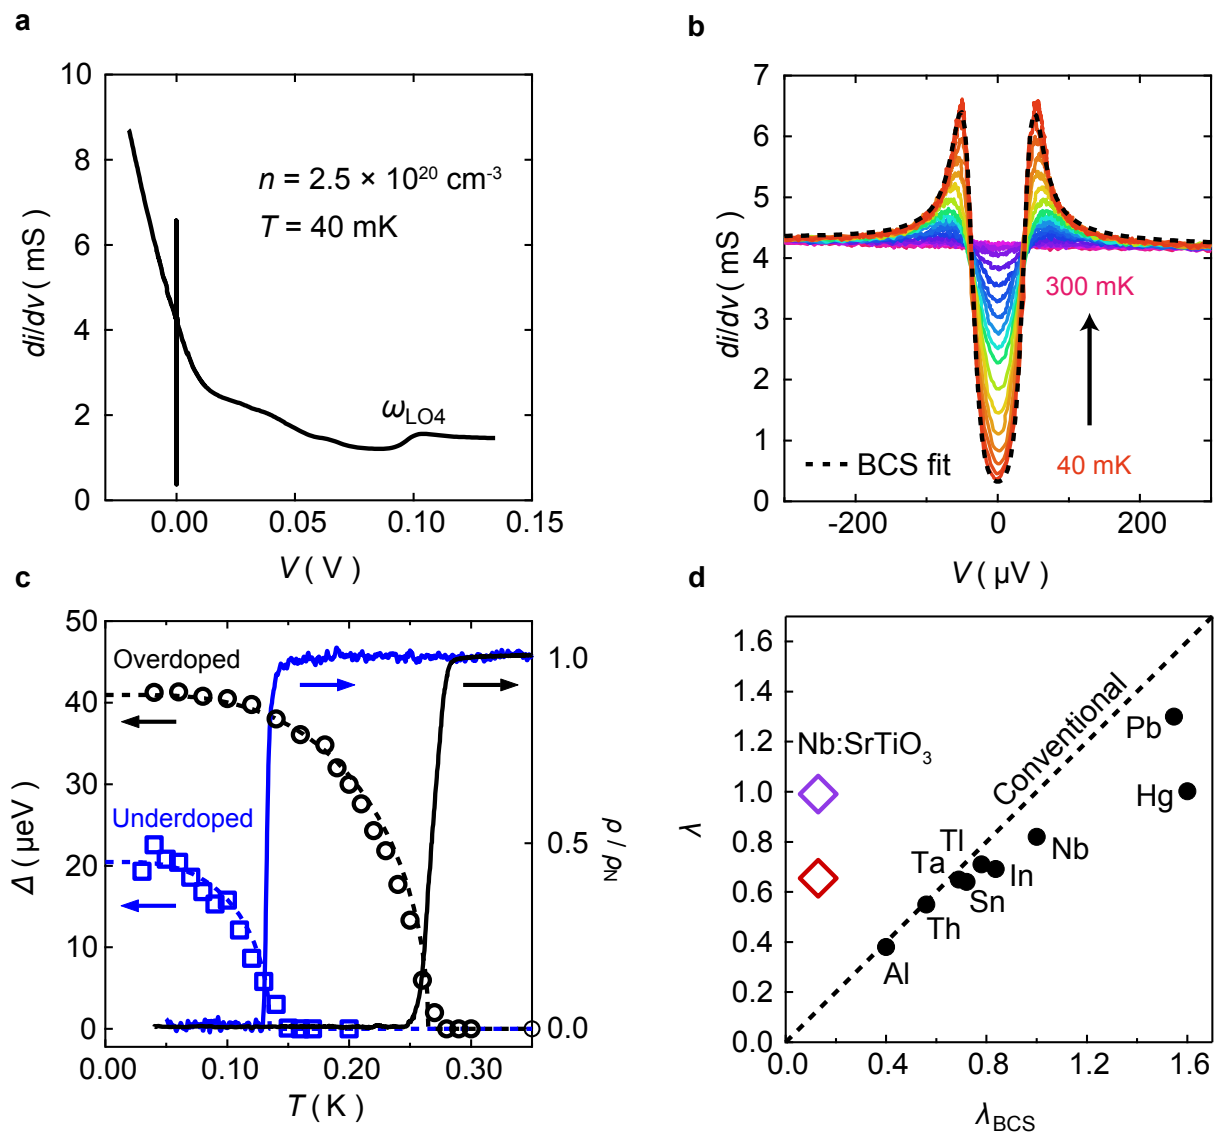 a
10
8
6
4
2
0
di/dv ( mS )
n = 2.5 × 10²⁰ cm⁻³
T = 40 mK
ωLO4
0.00
0.05
0.10
0.15
V ( V )
b
7
6
5
4
3
2
1
0
di/dv ( mS )
300 mK
40 mK
BCS fit
-200
0
200
V ( µV )
c
50
40
30
20
10
0
Δ ( µeV )
Overdoped
Underdoped
1.0
0.5
0.0
ρ / ρN
0.00
0.10
0.20
0.30
T ( K )
d
1.6
1.4
1.2
1.0
0.8
0.6
0.4
0.2
0.0
λ
Nb:SrTiO₃
Conventional
Pb
Hg
Nb
Tl
Ta
In
Sn
Th
Al
0.0
0.4
0.8
1.2
1.6
λBCS